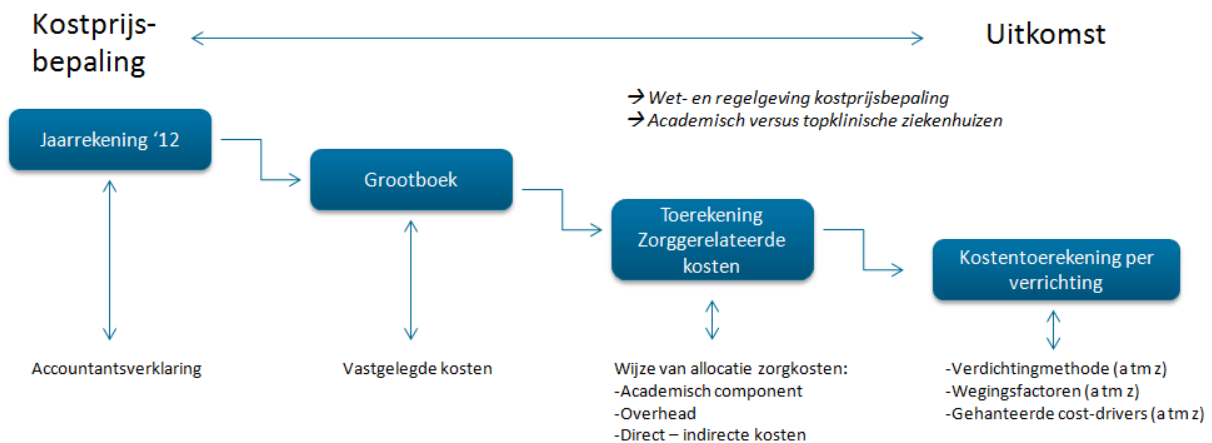 Kostprijs-
bepaling
Uitkomst
→ Wet- en regelgeving kostprijsbepaling
→ Academisch versus topklinische ziekenhuizen
Jaarrekening ‘12
Grootboek
Toerekening
Zorggerelateerde
kosten
Kostentoerekening per
verrichting
Accountantsverklaring
Vastgelegde kosten
Wijze van allocatie zorgkosten:
-Academisch component
-Overhead
-Direct – indirecte kosten
-Verdichtingmethode (a tm z)
-Wegingsfactoren (a tm z)
-Gehanteerde cost-drivers (a tm z)